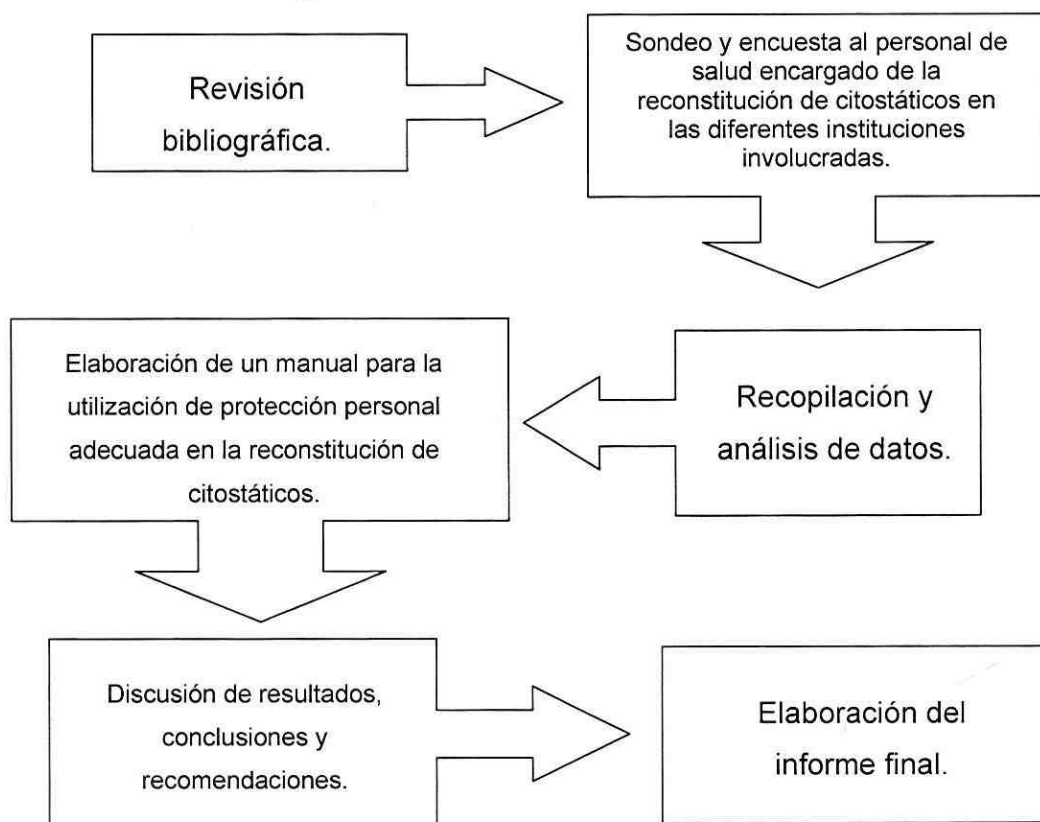 Revisión
bibliográfica.
Sondeo y encuesta al personal de
salud encargado de la
reconstitución de citostáticos en
las diferentes instituciones
involucradas.
Recopilación y
análisis de datos.
Elaboración de un manual para la
utilización de protección personal
adecuada en la reconstitución de
citostáticos.
Discusión de resultados,
conclusiones y
recomendaciones.
Elaboración del
informe final.